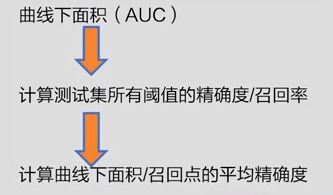 曲线下面积（AUC）
计算测试集所有阈值的精确度/召回率
计算曲线下面积/召回点的平均精确度